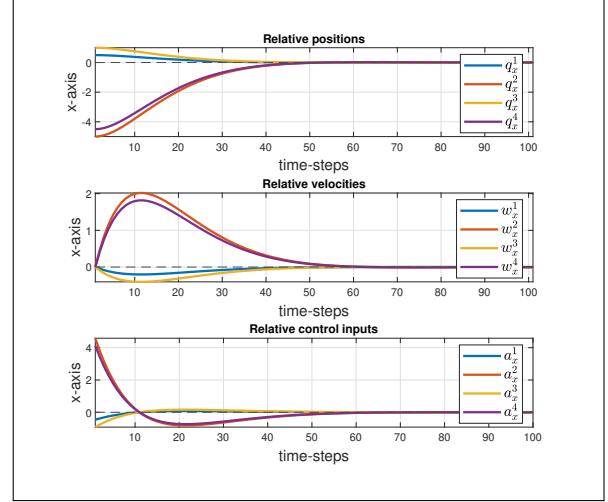 Relative positions
0
-2
-4
x-axis
q_x^1
q_x^2
q_x^3
q_x^4
10 20 30 40 50 60 70 80 90 100
time-steps
Relative velocities
2
1
0
x-axis
w_x^1
w_x^2
w_x^3
w_x^4
10 20 30 40 50 60 70 80 90 100
time-steps
Relative control inputs
4
2
0
x-axis
a_x^1
a_x^2
a_x^3
a_x^4
10 20 30 40 50 60 70 80 90 100
time-steps